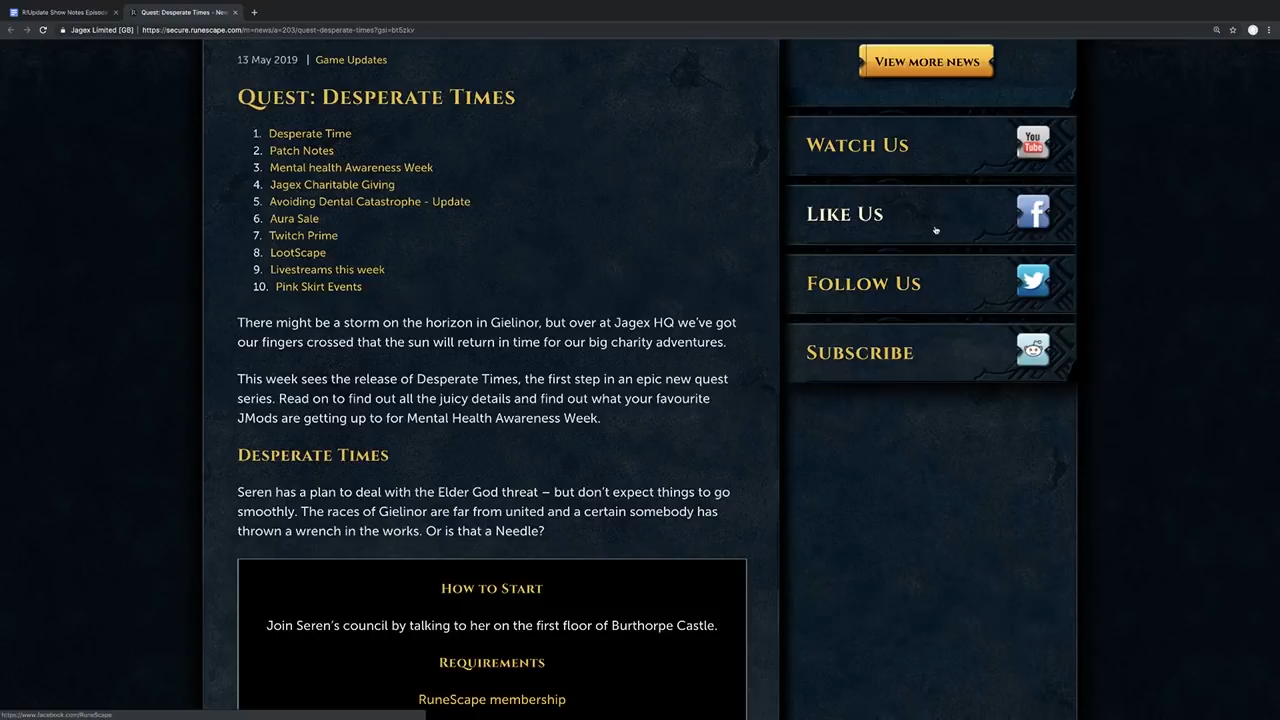 R!Update Show Notes Episode
Quest: Desperate Times - New
Jagex Limited [GB]
https://secure.runescape.com/m=news/a=203/quest-desperate-times?gsi=bt5zkv
13 May 2019 | Game Updates
Quest: Desperate Times
1. Desperate Time
2. Patch Notes
3. Mental health Awareness Week
4. Jagex Charitable Giving
5. Avoiding Dental Catastrophe - Update
6. Aura Sale
7. Twitch Prime
8. LootScape
9. Livestreams this week
10. Pink Skirt Events
There might be a storm on the horizon in Gielinor, but over at Jagex HQ we've got
our fingers crossed that the sun will return in time for our big charity adventures.
This week sees the release of Desperate Times, the first step in an epic new quest
series. Read on to find out all the juicy details and find out what your favourite
JMods are getting up to for Mental Health Awareness Week.
Desperate Times
Seren has a plan to deal with the Elder God threat – but don't expect things to go
smoothly. The races of Gielinor are far from united and a certain somebody has
thrown a wrench in the works. Or is that a Needle?
How to Start
Join Seren's council by talking to her on the first floor of Burthorpe Castle.
Requirements
RuneScape membership
View more news
Watch Us
You
Tube
Like Us
f
Follow Us
Subscribe
https://www.facebook.com/RuneScape